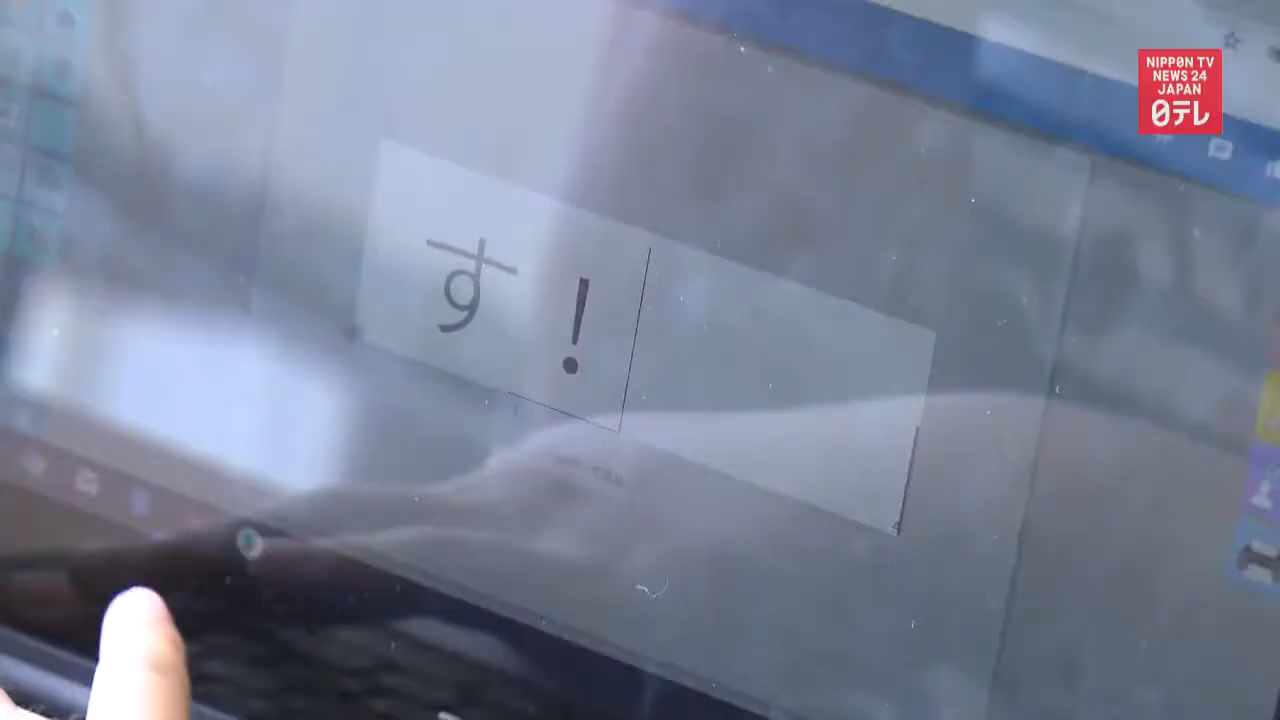 NIPPON TV
NEWS 24
JAPAN
日テレ
す！